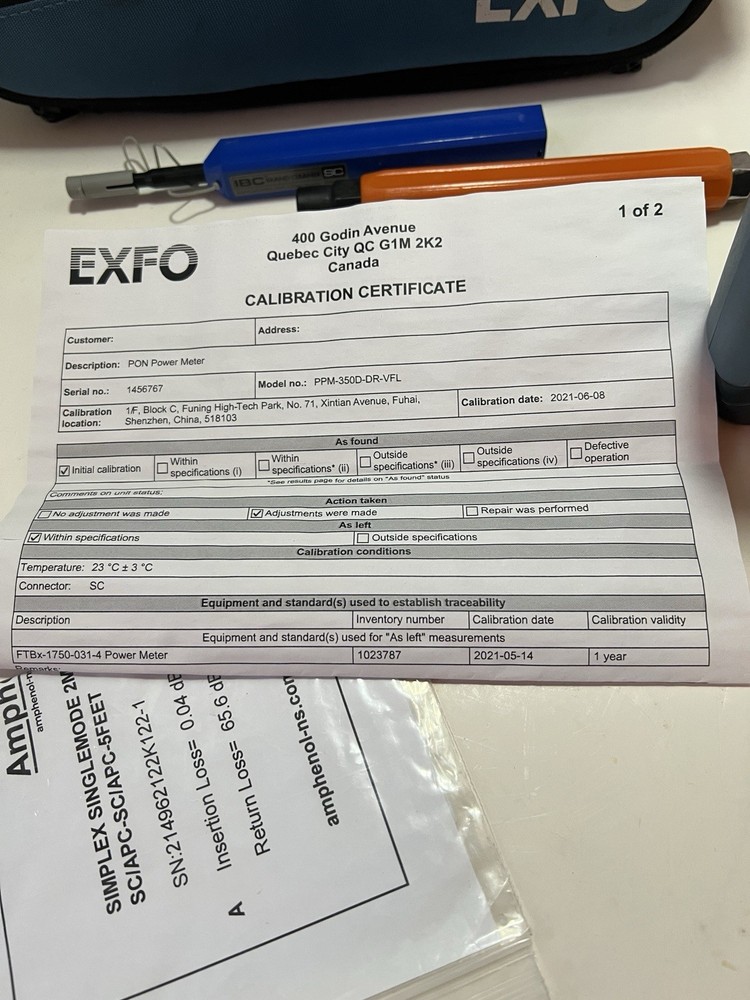 EXFO
IBC
SC
1 of 2
EXFO
400 Godin Avenue
Quebec City QC G1M 2K2
Canada
CALIBRATION CERTIFICATE
Customer:
Address:
Description: PON Power Meter
Serial no.: 1456767
Model no.: PPM-350D-DR-VFL
Calibration location: 1/F, Block C, Funing High-Tech Park, No. 71, Xintian Avenue, Fuhai,
Shenzhen, China, 518103
Calibration date: 2021-06-08
As found
Initial calibration
Within
specifications (i)
Within
specifications* (ii)
Outside
specifications* (iii)
Outside
specifications (iv)
Defective
operation
*See results page for details on "As found" status
Comments on unit status:
Action taken
No adjustment was made
Adjustments were made
Repair was performed
As left
Within specifications
Outside specifications
Calibration conditions
Temperature: 23 °C ± 3 °C
Connector: SC
Equipment and standard(s) used to establish traceability
Description Inventory number Calibration date Calibration validity
Equipment and standard(s) used for "As left" measurements
FTBx-1750-031-4 Power Meter 1023787 2021-05-14 1 year
Remarks:
Amph
amphenol-n
SIMPLEX SINGLEMODE 2M
SC/APC-SC/APC-5FEET
SN:214962122K122-1
Insertion Loss= 0.04 dB
A
Return Loss= 65.6 dB
amphenol-ns.com